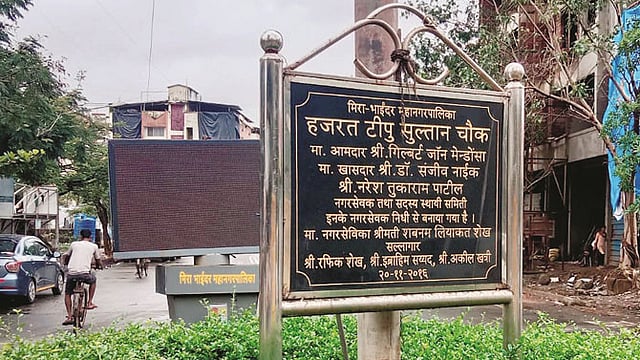 मिरा-भाईंदर महानगरपालिका
हजरत टीपु सुल्तान चौक
मा. आमदार श्री.गिल्बर्ट जॉन मेन्डोंसा
मा. खासदार श्री.डॉ. संजीव नाईक
श्री.नरेश तुकाराम पाटील
नगरसेवक तथा सदस्य स्थायी समिती
इनके नगरसेवक निधी से बनाया गया है ।
मा. नगरसेविका श्रीमती शबनम लियाकत शेख
सल्लागार
श्री.रफिक शेख, श्री.इब्राहिम सय्यद, श्री.अकील खत्री
२०-११-२०१६
मिरा भाईंदर महानगरपालिका